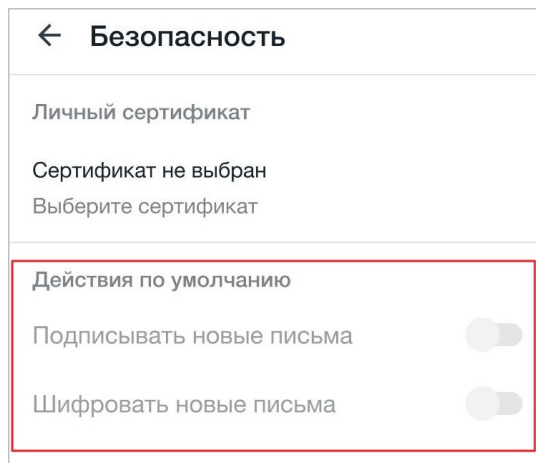 Безопасность
Личный сертификат
Сертификат не выбран
Выберите сертификат
Действия по умолчанию
Подписывать новые письма
Шифровать новые письма